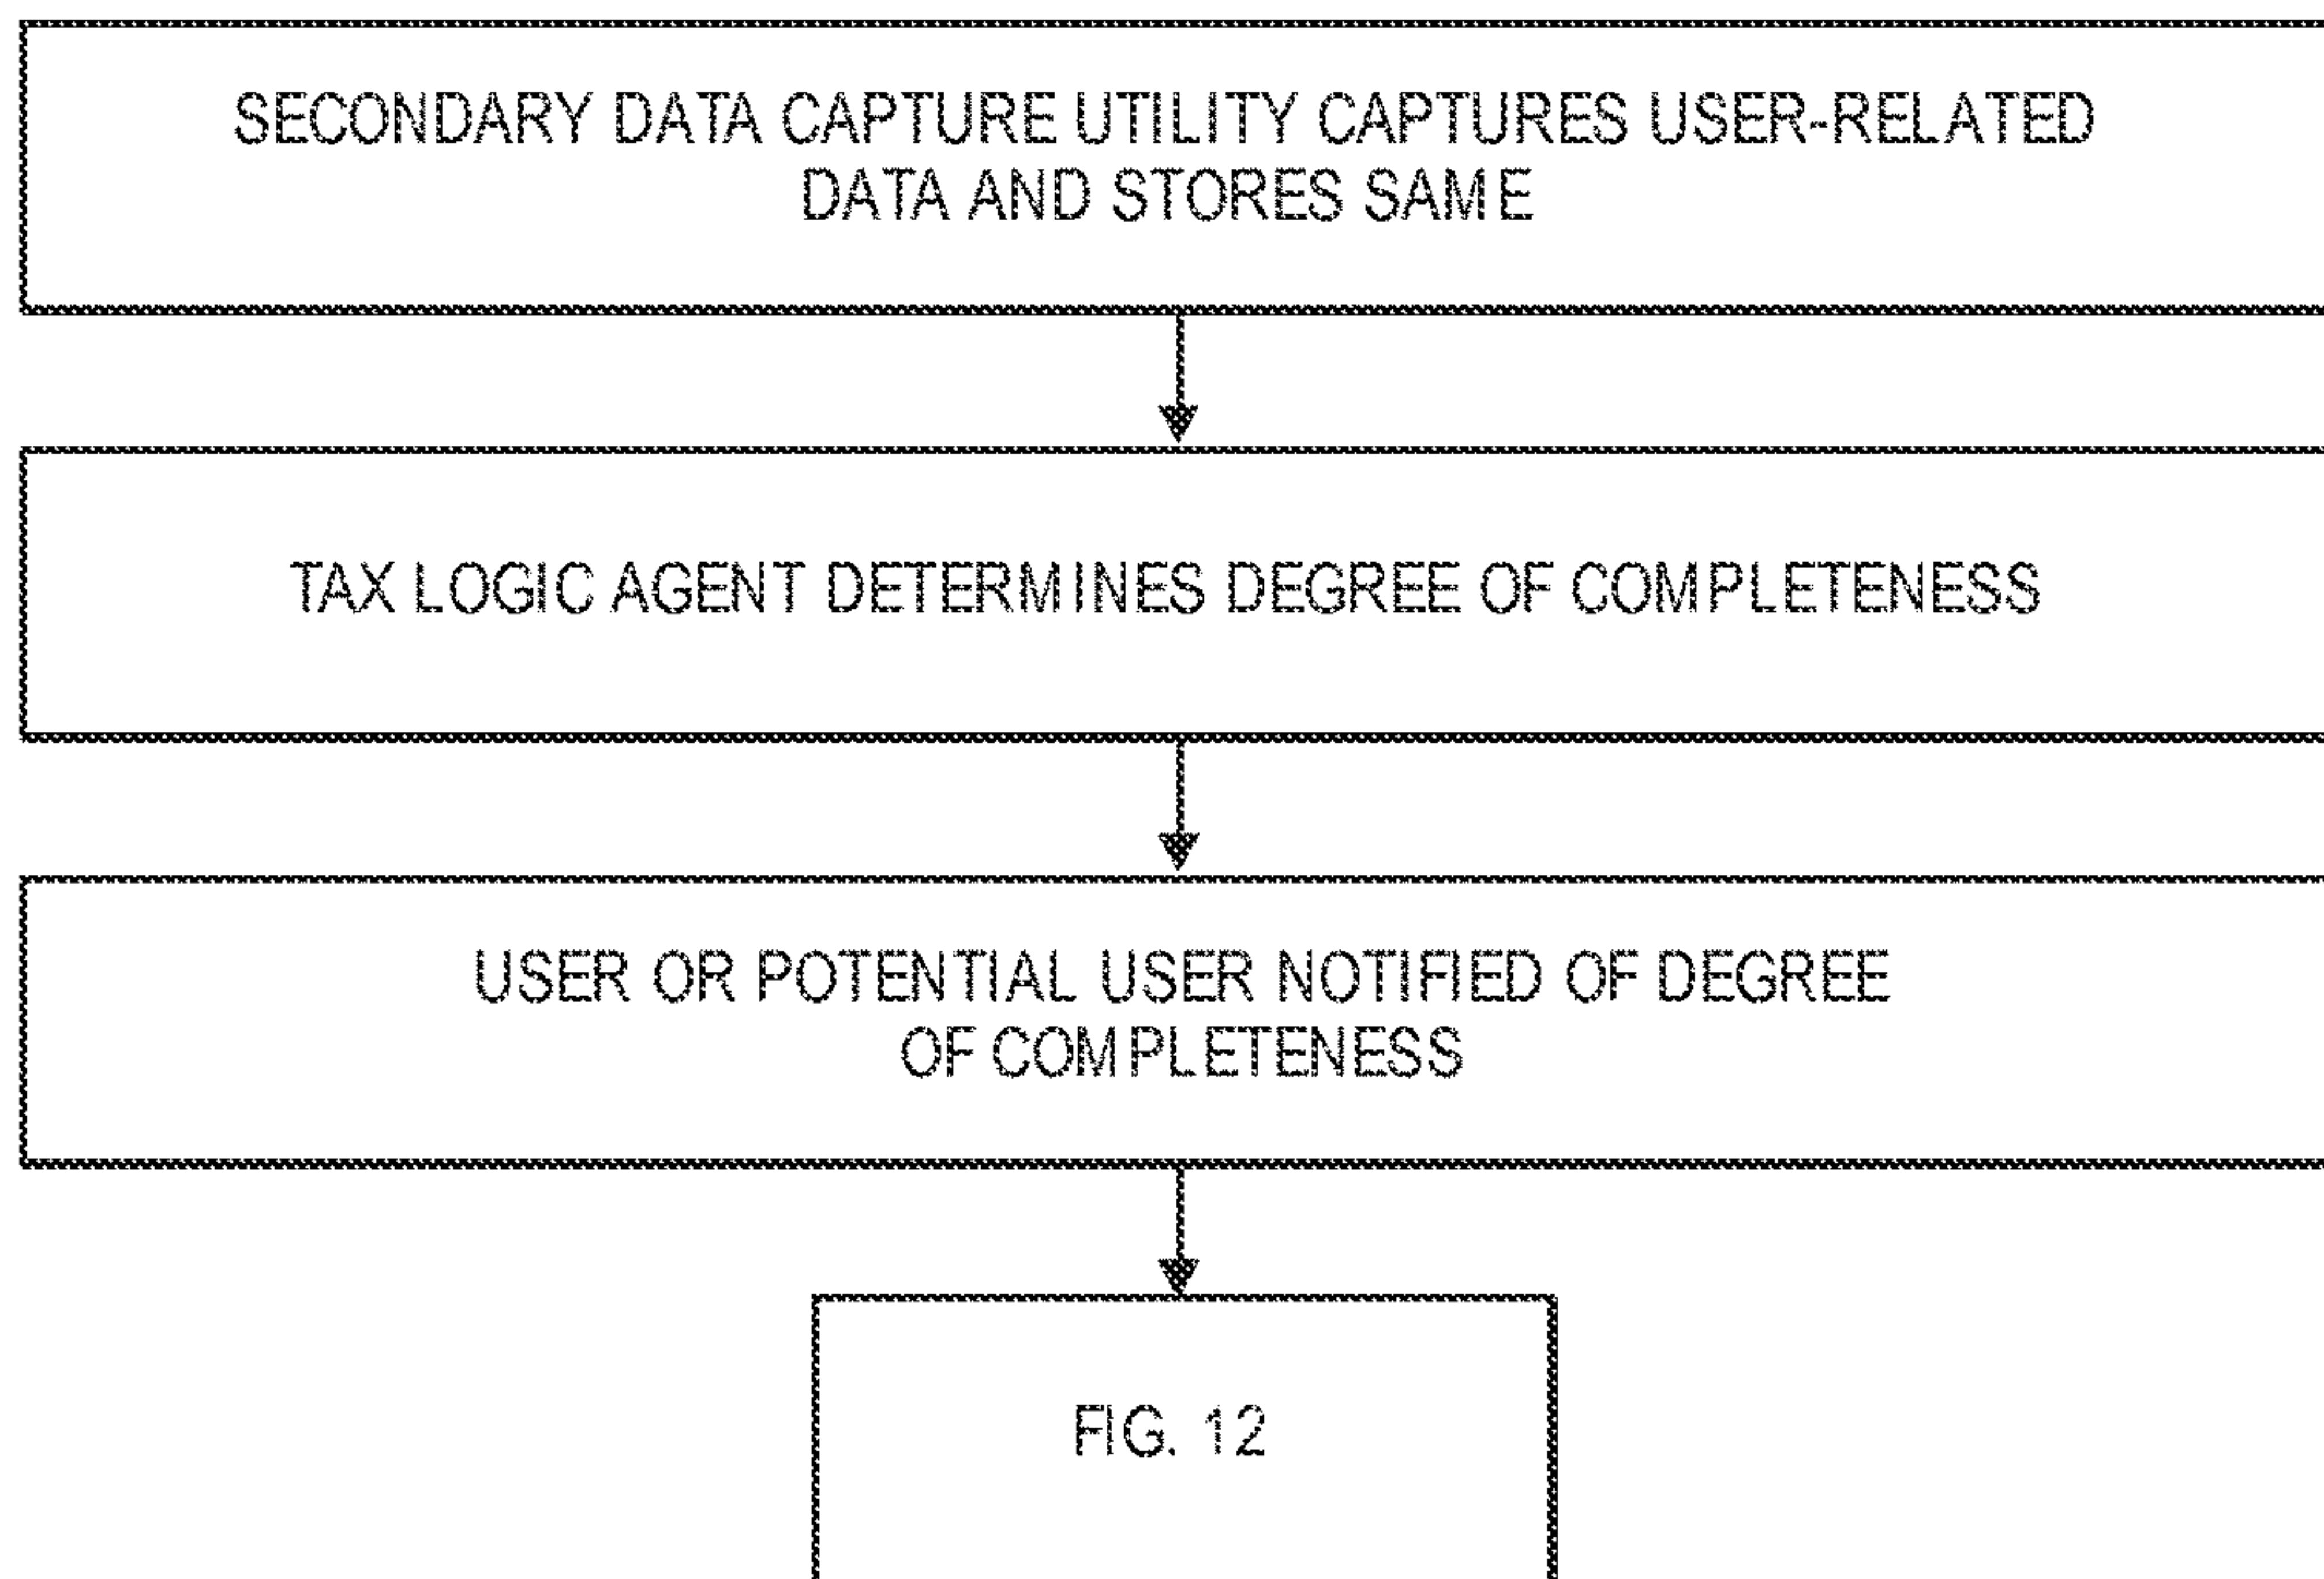 SECONDARY DATA CAPTURE UTILITY CAPTURES USER-RELATED
DATA AND STORES SAME
TAX LOGIC AGENT DETERMINES DEGREE OF COMPLETENESS
USER OR POTENTIAL USER NOTIFIED OF DEGREE
OF COMPLETENESS
FIG. 12